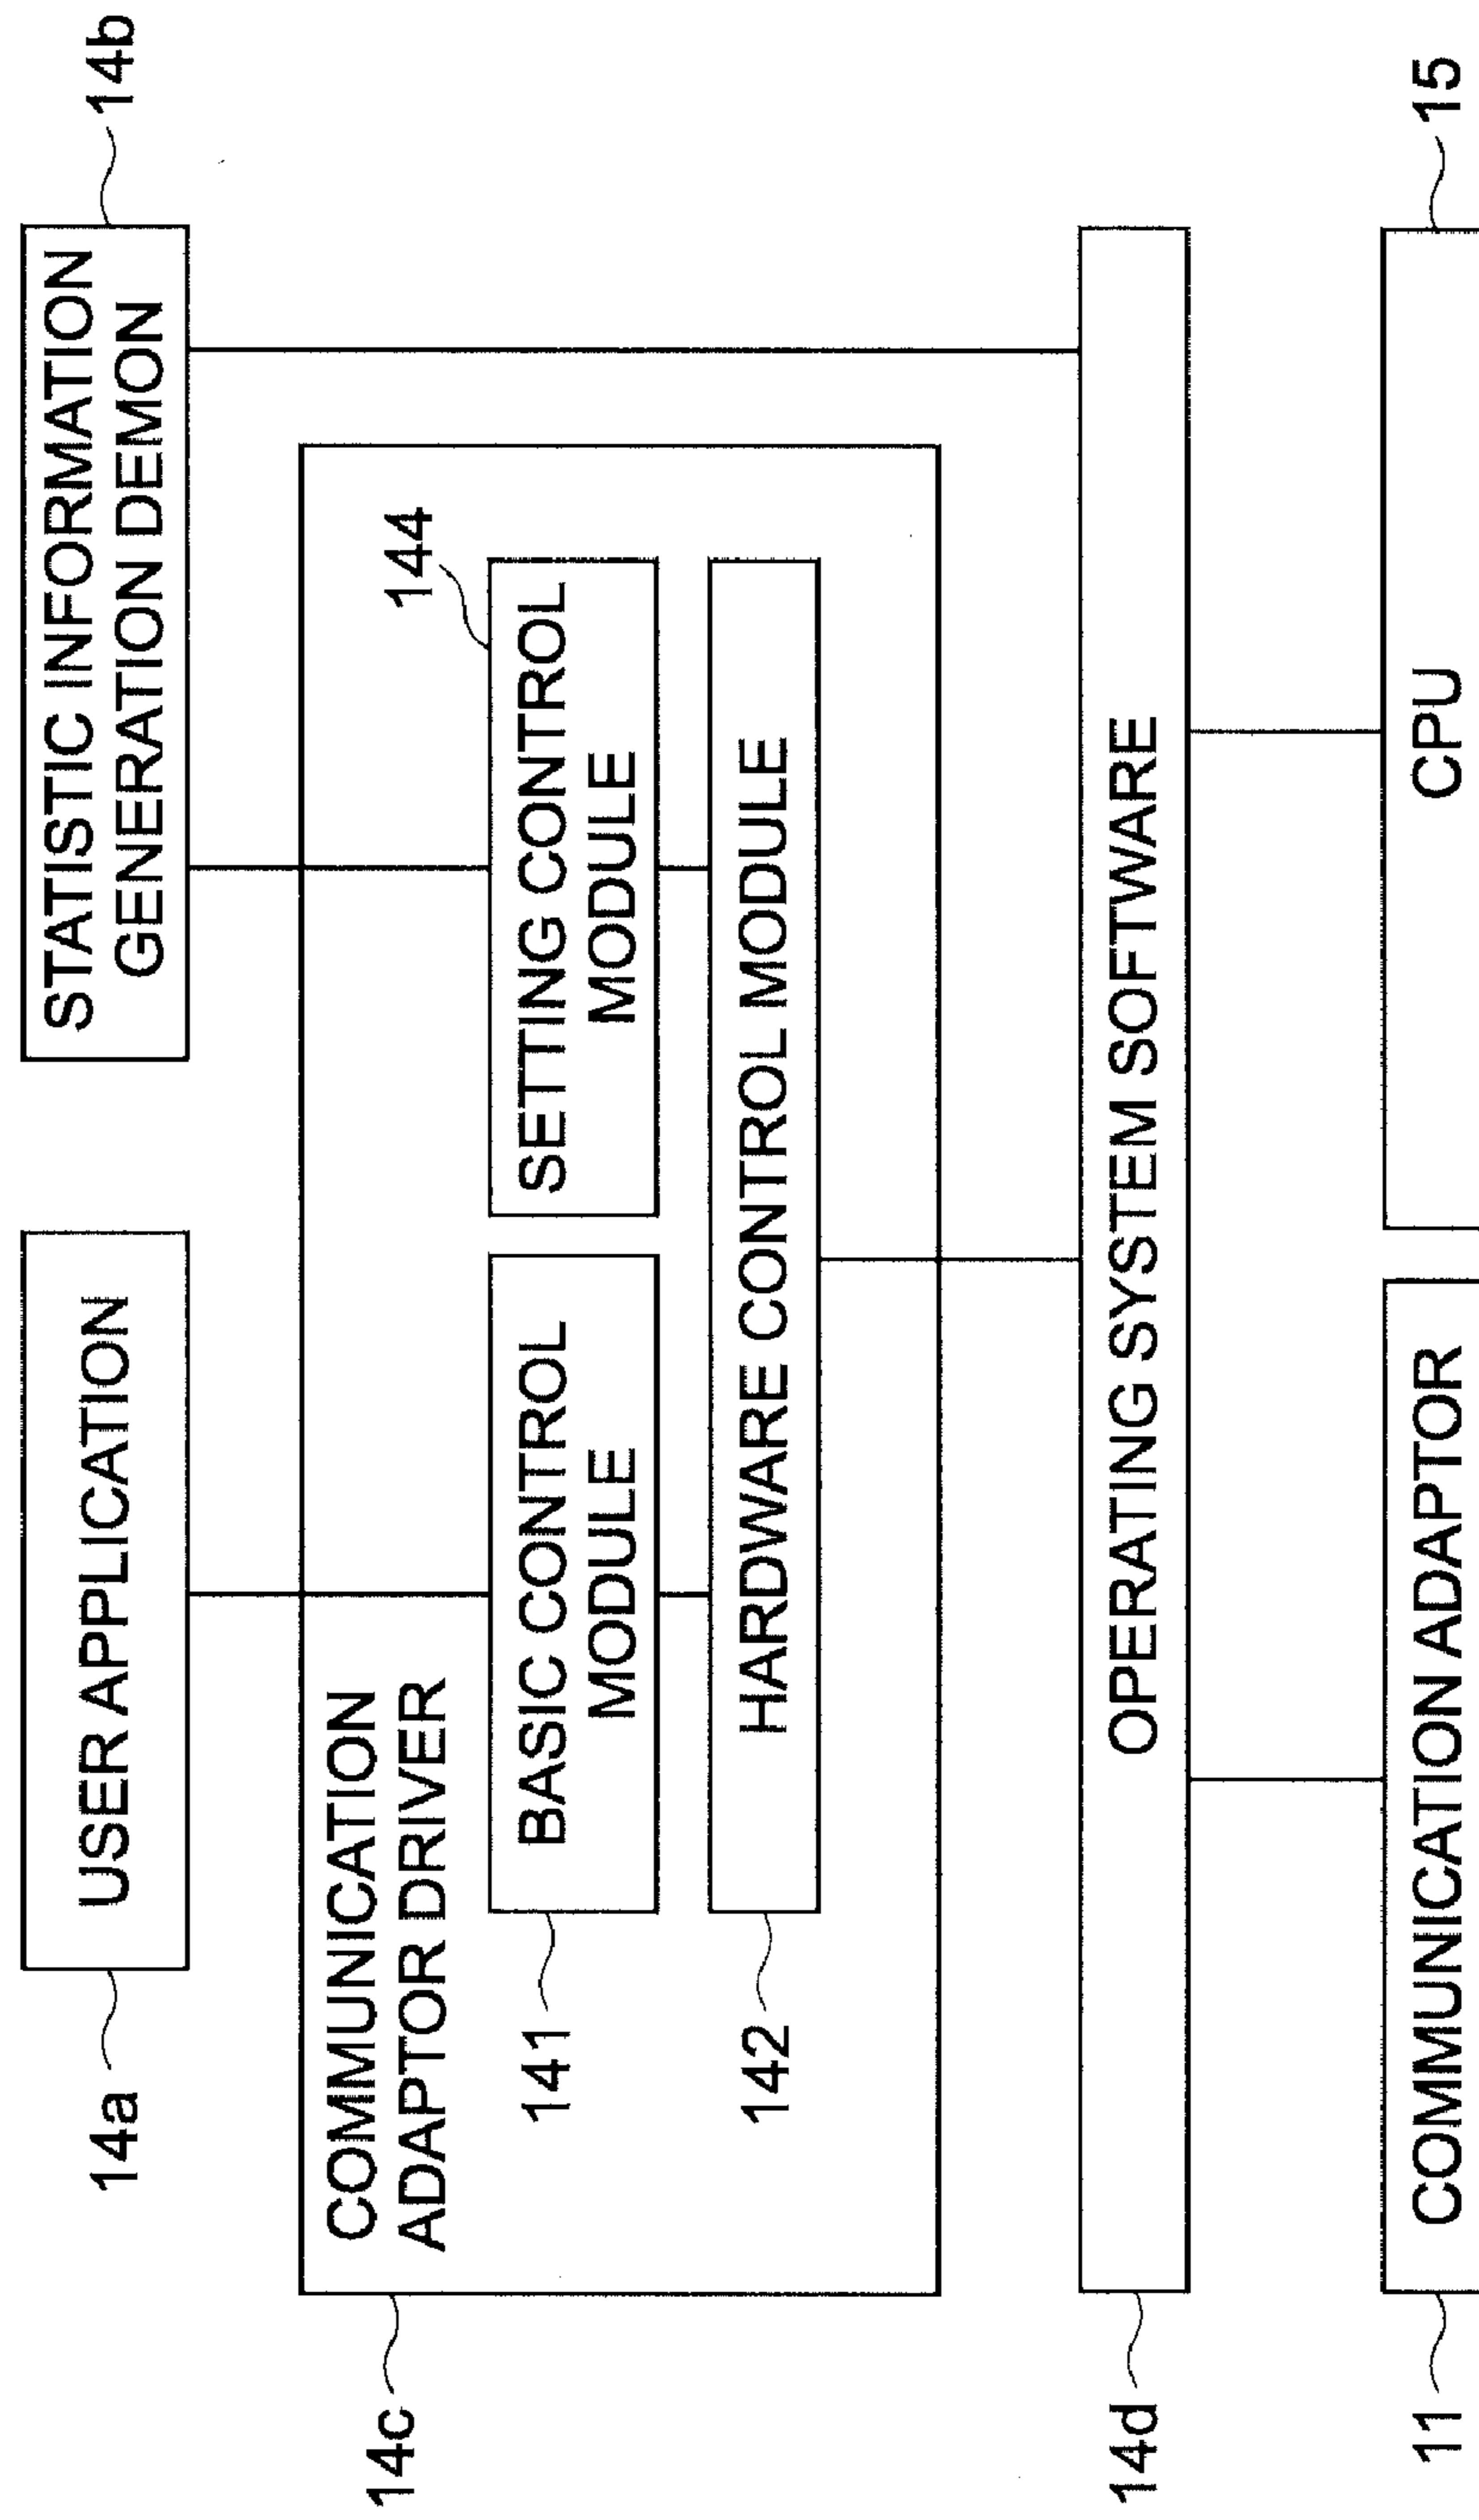 14a
USER APPLICATION
STATISTIC INFORMATION
GENERATION DEMON
14b
14c
COMMUNICATION
ADAPTOR DRIVER
144
141
BASIC CONTROL
MODULE
SETTING CONTROL
MODULE
142
HARDWARE CONTROL MODULE
14d
OPERATING SYSTEM SOFTWARE
11
COMMUNICATION ADAPTOR
CPU
15